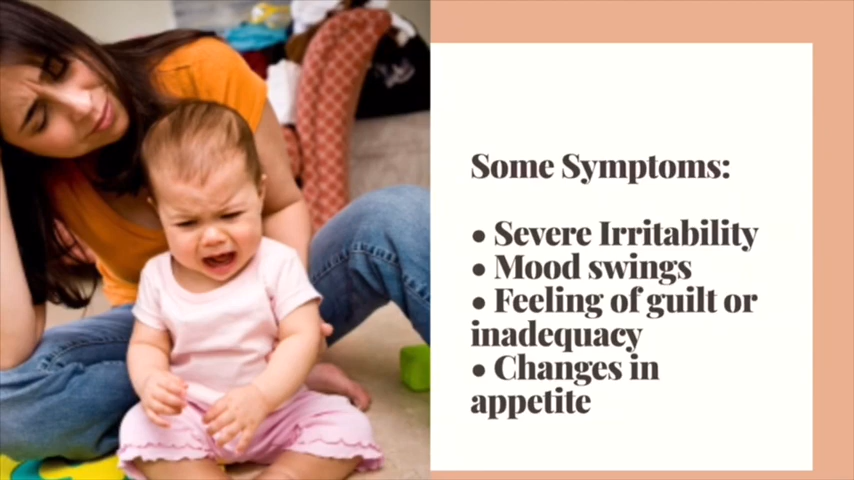 Some Symptoms:
• Severe Irritability
• Mood swings
• Feeling of guilt or
inadequacy
• Changes in
appetite